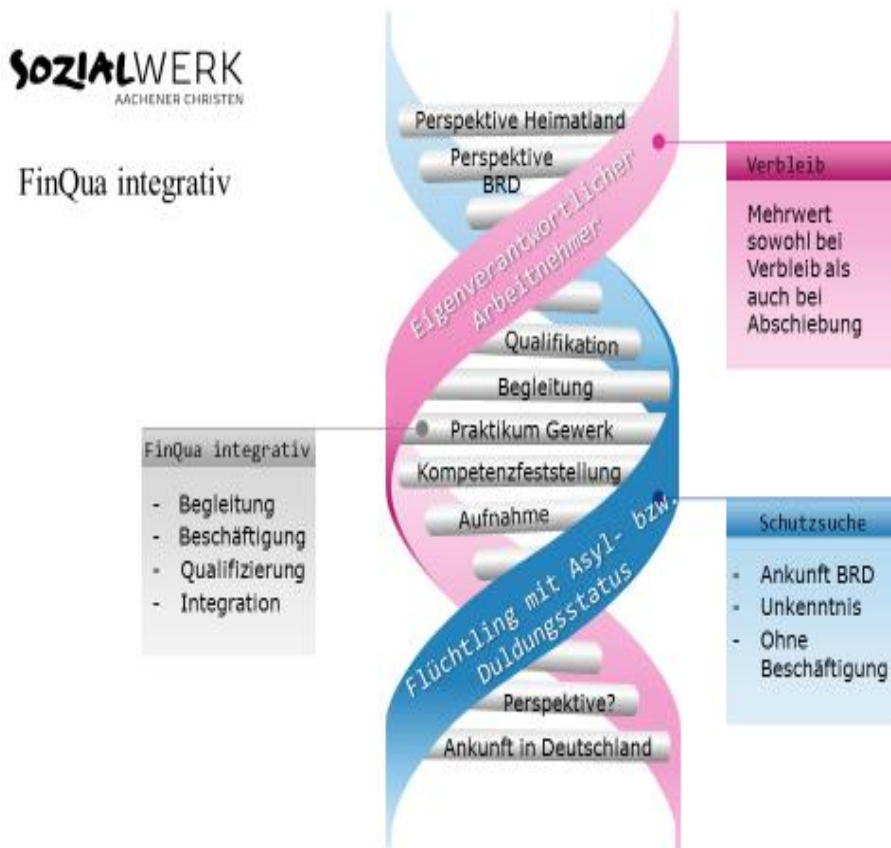 SOZIALWERK
AACHENER CHRISTEN
FinQua integrativ
Perspektive Heimatland
Perspektive
BRD
Eigenverantwortlicher
Arbeitnehmer
Verbleib
Mehrwert
sowohl bei
Verbleib als
auch bei
Abschiebung
Qualifikation
Begleitung
Praktikum Gewerk
Kompetenzfeststellung
Aufnahme
FinQua integrativ
- Begleitung
- Beschäftigung
- Qualifizierung
- Integration
Flüchtling mit Asyl- bzw.
Duldungsstatus
Schutzsuche
- Ankunft BRD
- Unkenntnis
- Ohne
Beschäftigung
Perspektive?
Ankunft in Deutschland